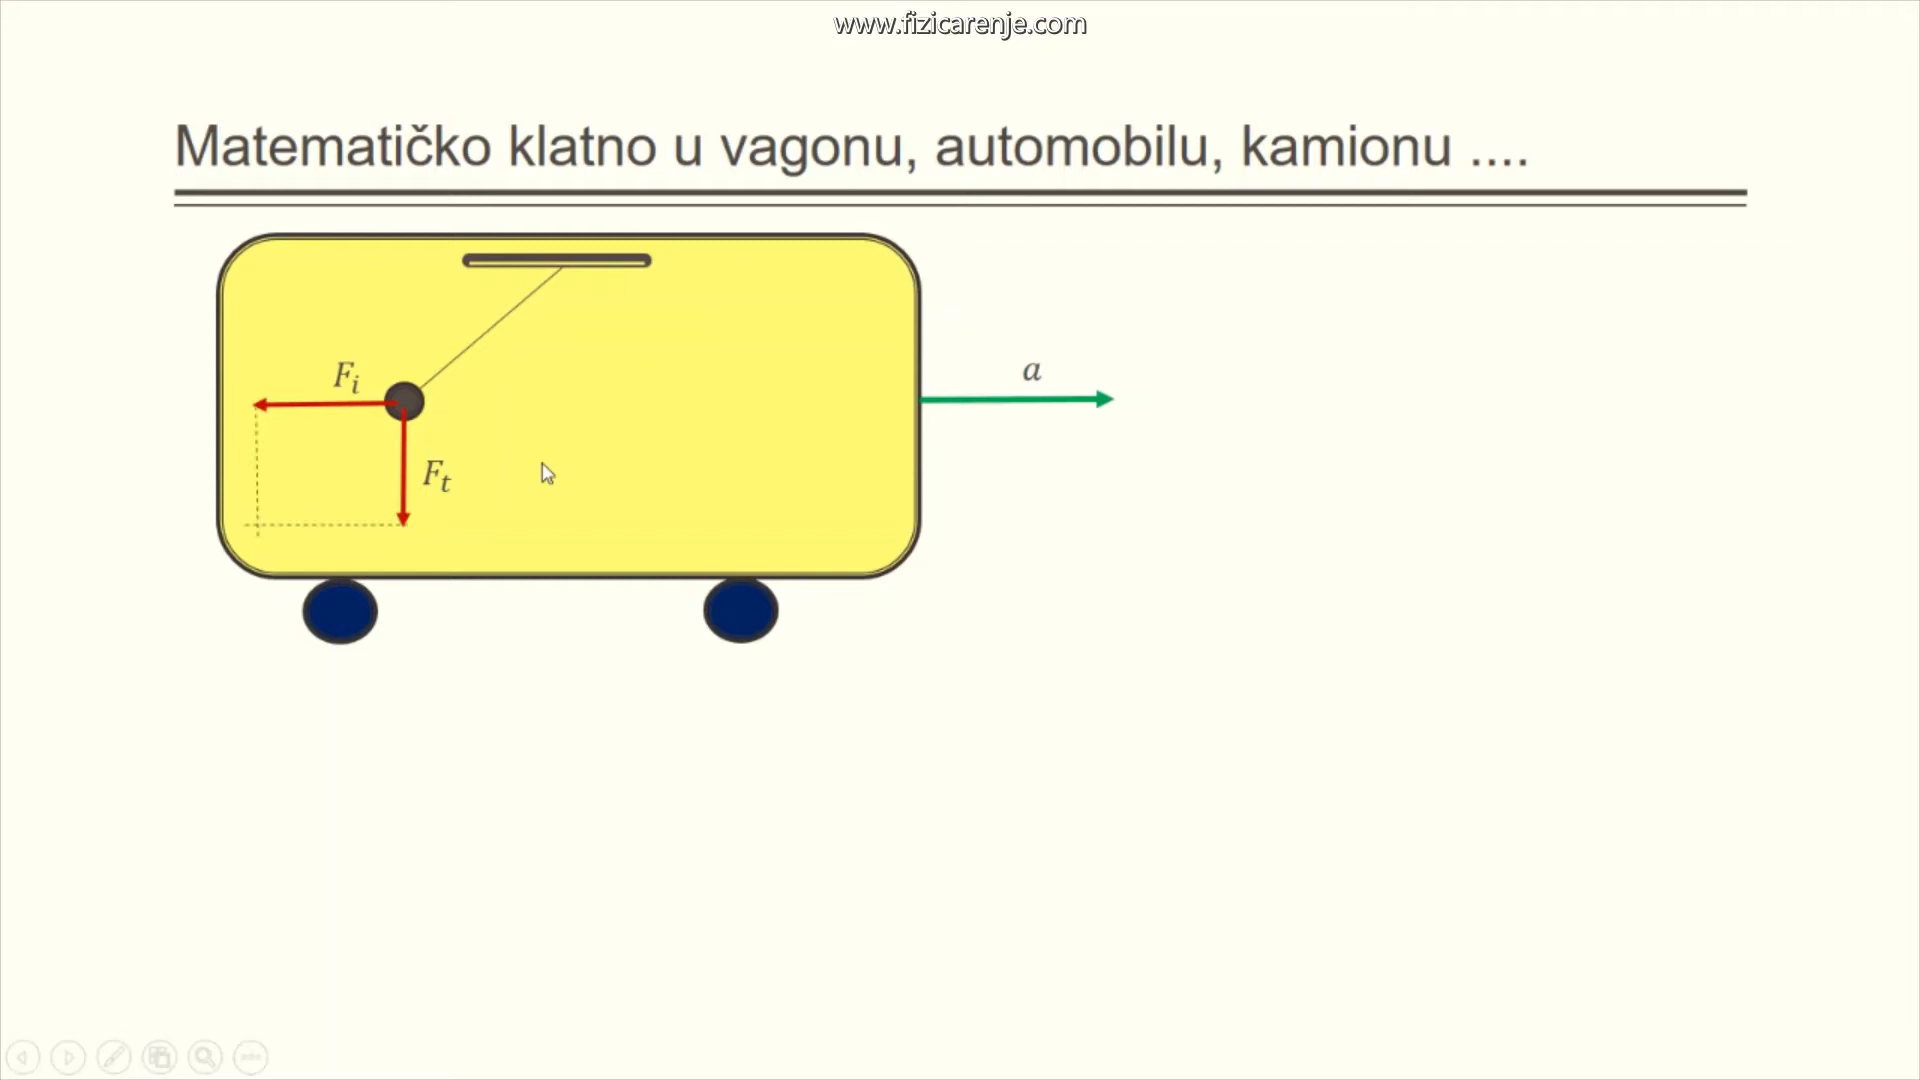 www.fizicarenje.com
Matematičko klatno u vagonu, automobilu, kamionu ....
Fᵢ
a
Fₜ